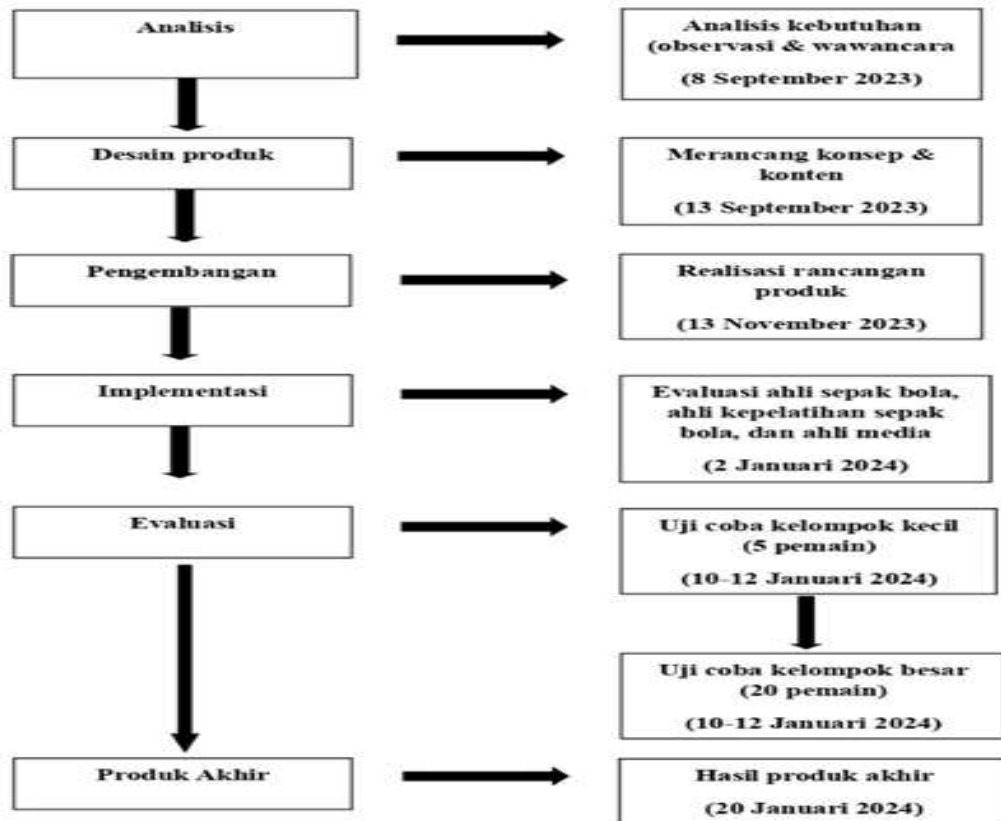 Analisis
Analisis kebutuhan
(observasi & wawancara
(8 September 2023)
Desain produk
Merancang konsep &
konten
(13 September 2023)
Pengembangan
Realisasi rancangan
produk
(13 November 2023)
Implementasi
Evaluasi ahli sepak bola,
ahli kepelatihan sepak
bola, dan ahli media
(2 Januari 2024)
Evaluasi
Uji coba kelompok kecil
(5 pemain)
(10-12 Januari 2024)
Uji coba kelompok besar
(20 pemain)
(10-12 Januari 2024)
Produk Akhir
Hasil produk akhir
(20 Januari 2024)